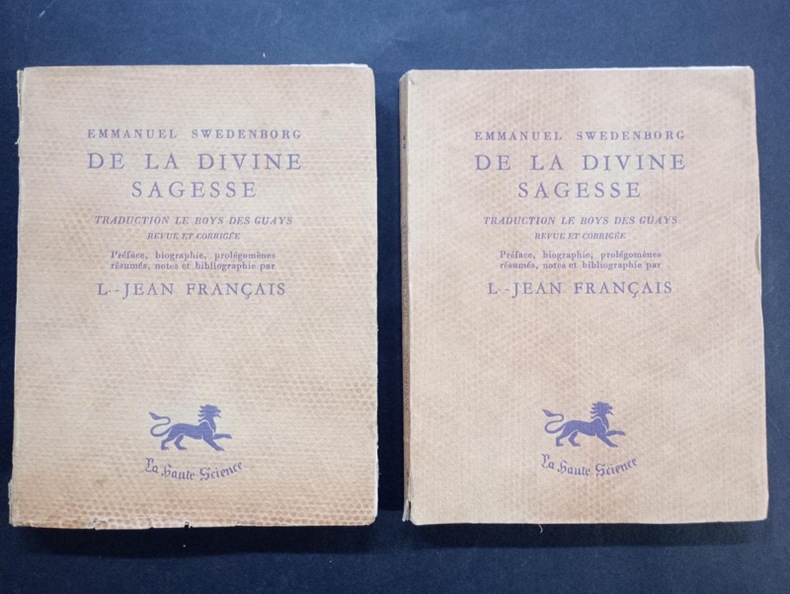 EMMANUEL SWEDENBORG
DE LA DIVINE
SAGESSE
TRADUCTION LE BOYS DES GUAYS
REVUE ET CORRIGÉE
Préface, biographie, prolégomènes
résumés, notes et bibliographie par
L.-JEAN FRANÇAIS
La Haute Science
EMMANUEL SWEDENBORG
DE LA DIVINE
SAGESSE
TRADUCTION LE BOYS DES GUAYS
REVUE ET CORRIGÉE
Préface, biographie, prolégomènes
résumés, notes et bibliographie par
L.-JEAN FRANÇAIS
La Haute Science